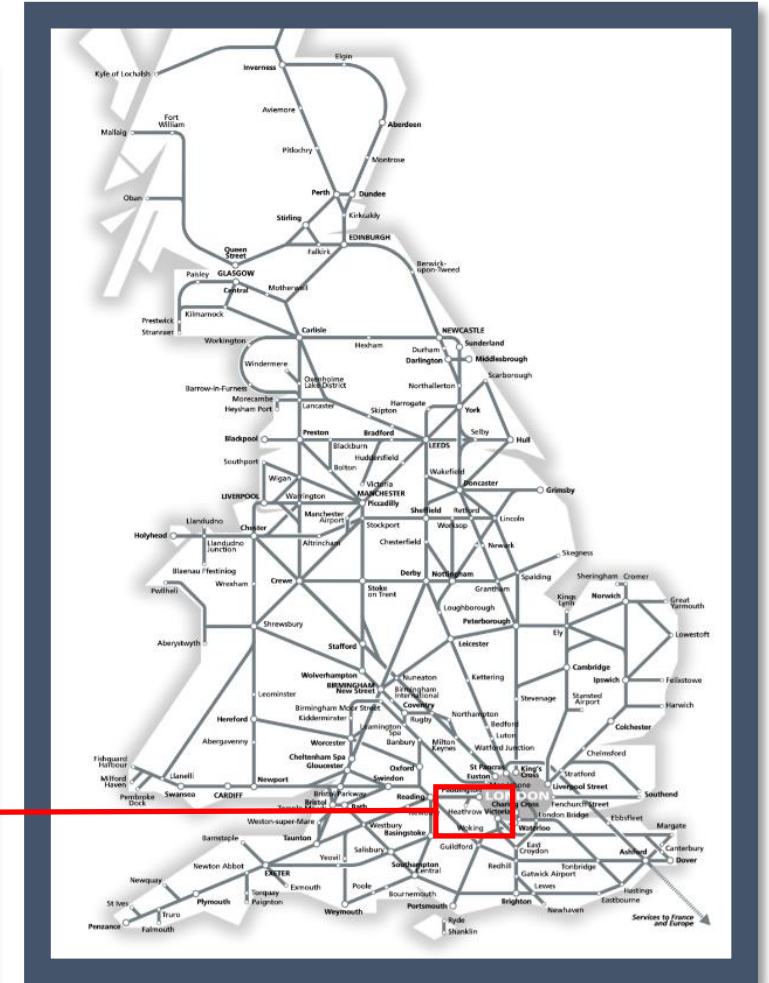 Kyle of Lochalsh
Inverness
Elgin
Aviemore
Fort
William
Mallaig
Aberdeen
Pitlochry
Montrose
Oban
Perth
Dundee
Stirling
Kirkcaldy
EDINBURGH
Queen
Street
Falkirk
Berwick-
upon-Tweed
Paisley
GLASGOW
Central
Motherwell
Prestwick
Kilmarnock
Stranraer
Carlisle
NEWCASTLE
Workington
Hexham
Durham
Sunderland
Darlington
Middlesbrough
Windermere
Scarborough
Oxenholme
Lake District
Barrow-in-Furness
Northallerton
Morecambe
Heysham Port
Lancaster
Harrogate
York
Skipton
Blackpool
Preston
Bradford
Selby
Blackburn
LEEDS
Hull
Huddersfield
Southport
Bolton
Wakefield
Wigan
Victoria
Doncaster
LIVERPOOL
Warrington
MANCHESTER
Piccadilly
Grimsby
Manchester
Airport
Sheffield
Retford
Lincoln
Llandudno
Stockport
Worksop
Holyhead
Chester
Llandudno
Junction
Altrincham
Chesterfield
Newark
Skegness
Blaenau Ffestiniog
Derby
Nottingham
Spalding
Sheringham
Cromer
Wrexham
Crewe
Stoke
on Trent
Grantham
Pwllheli
Kings
Lynn
Norwich
Great
Yarmouth
Loughborough
Shrewsbury
Peterborough
Aberystwyth
Stafford
Leicester
Ely
Lowestoft
Wolverhampton
Nuneaton
Cambridge
BIRMINGHAM
New Street
Birmingham
International
Kettering
Ipswich
Felixstowe
Leominster
Birmingham Moor Street
Coventry
Stevenage
Stansted
Airport
Harwich
Kidderminster
Hereford
Rugby
Northampton
Colchester
Leamington
Spa
Bedford
Abergavenny
Worcester
Banbury
Milton
Keynes
Luton
Chelmsford
Cheltenham Spa
Watford Junction
Fishguard
Harbour
Gloucester
Oxford
St Pancras
King's
Cross
Stratford
Milford
Haven
Llanelli
Newport
Swindon
Euston
Liverpool Street
Pembroke
Dock
Swansea
CARDIFF
Bristol Parkway
Reading
Paddington
LONDON
Southend
Bristol
Bath
Charing Cross
Fenchurch Street
Weston-super-Mare
Heathrow
Victoria
London Bridge
Ebbsfleet
Westbury
Basingstoke
Woking
Waterloo
Margate
Barnstaple
Taunton
Guildford
East
Croydon
Canterbury
Salisbury
Ashford
Dover
Yeovil
Newton Abbot
EXETER
Southampton
Central
Redhill
Tonbridge
Gatwick Airport
Newquay
Exmouth
Poole
Lewes
Hastings
St Ives
Plymouth
Torquay
Paignton
Bournemouth
Eastbourne
Truro
Weymouth
Portsmouth
Brighton
Newhaven
Penzance
Falmouth
Ryde
Shanklin
Services to France
and Europe